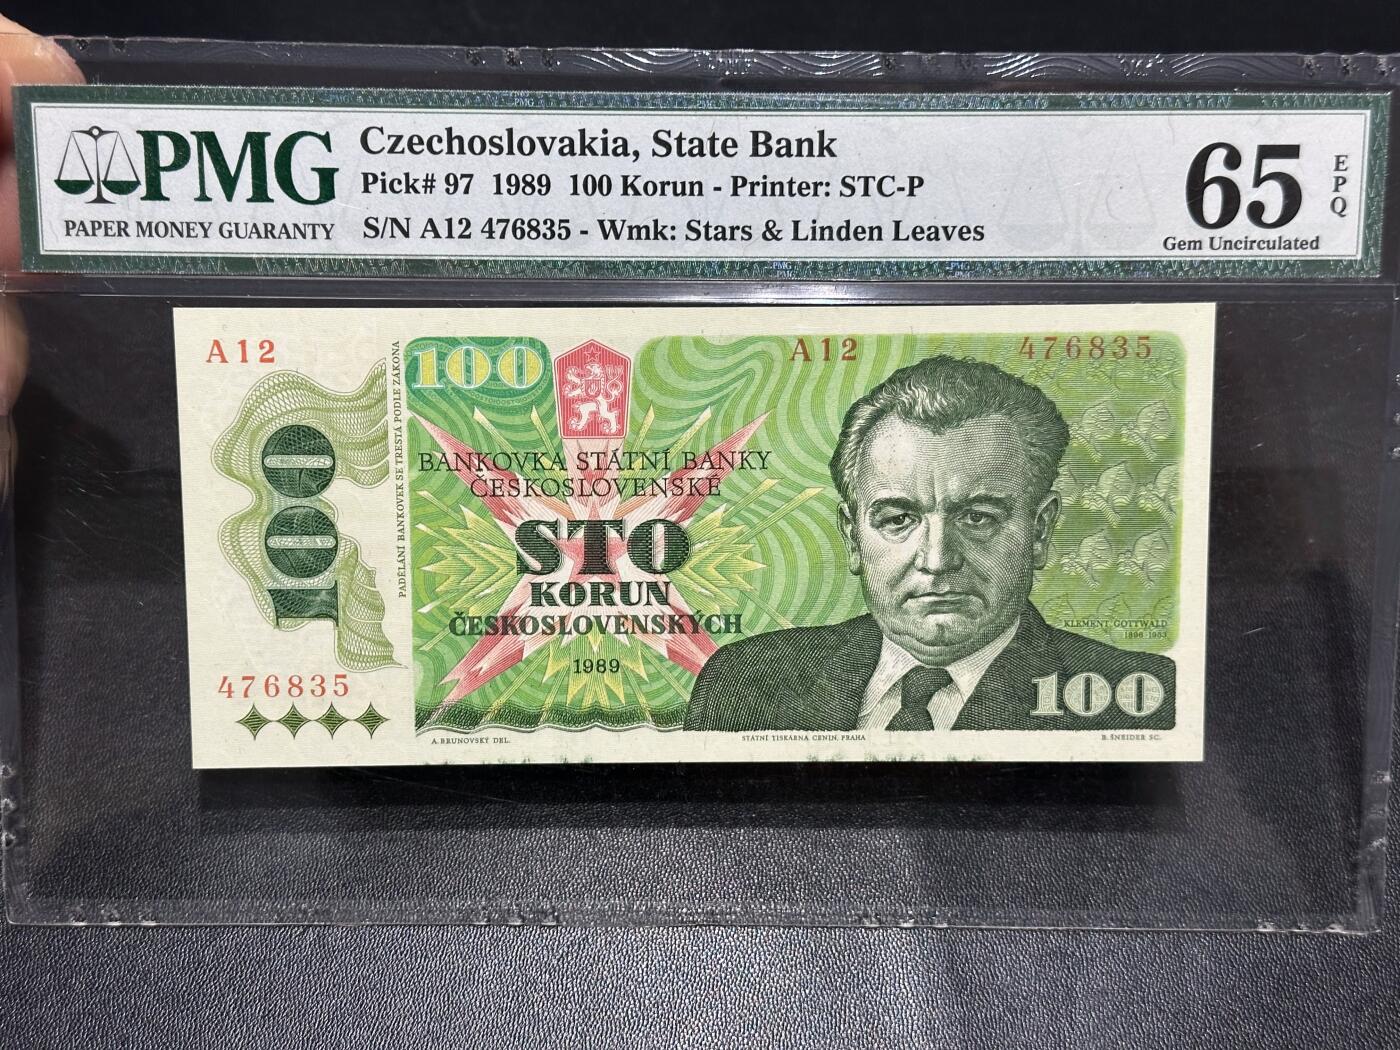 PMG
PAPER MONEY GUARANTY
Czechoslovakia, State Bank
Pick# 97 1989 100 Korun - Printer: STC-P
S/N A12 476835 - Wmk: Stars & Linden Leaves
65
EPQ
Gem Uncirculated
A12
100
A12
476835
PADĚLÁNÍ BANKOVEK SE TRESTÁ PODLE ZÁKONA
100
BANKOVKA STÁTNÍ BANKY
ČESKOSLOVENSKÉ
STO
KORUN
ČESKOSLOVENSKÝCH
1989
KLEMENT GOTTWALD
1896-1953
476835
100
A. BRUNOVSKÝ DEL.
STÁTNÍ TISKÁRNA CENIN, PRAHA
B. ŠNEIDER SC.